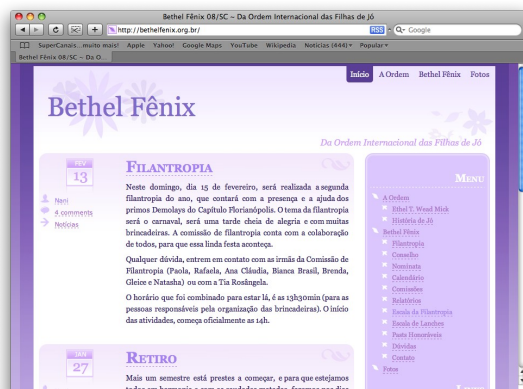 Bethel Fênix 08/SC ~ Da Ordem Internacional das Filhas de Jó
http://bethelfenix.org.br/
RSS
Google
SuperCanais...muito mais! Apple Yahoo! Google Maps YouTube Wikipedia Notícias (444) Popular
Bethel Fênix 08/SC ~ Da O...
Início A Ordem Bethel Fênix Fotos
Bethel Fênix
Da Ordem Internacional das Filhas de Jó
FEV
13
Nani
4 comments
Notícias
Filantropia
Neste domingo, dia 15 de fevereiro, será realizada a segunda
filantropia do ano, que contará com a presença e a ajuda dos
primos Demolays do Capítulo Florianópolis. O tema da filantropia
será o carnaval, será uma tarde cheia de alegria e com muitas
brincadeiras. A comissão de filantropia conta com a colaboração
de todos, para que essa linda festa aconteça.
Qualquer dúvida, entrem em contato com as irmãs da Comissão de
Filantropia (Paola, Rafaela, Ana Cláudia, Bianca Brasil, Brenda,
Gleice e Natasha) ou com a Tia Rosângela.
O horário que foi combinado para estar lá, é as 13h30min (para as
pessoas responsáveis pela organização das brincadeiras). O início
das atividades, começa oficialmente as 14h.
JAN
27
Retiro
Mais um semestre está prestes a começar, e para que estejamos
Menu
A Ordem
Ethel T. Wead Mick
História de Jó
Bethel Fênix
Filantropia
Conselho
Nominata
Calendário
Comissões
Relatórios
Escala da Filantropia
Escala de Lanches
Pasta Honoráveis
Dúvidas
Contato
Fotos